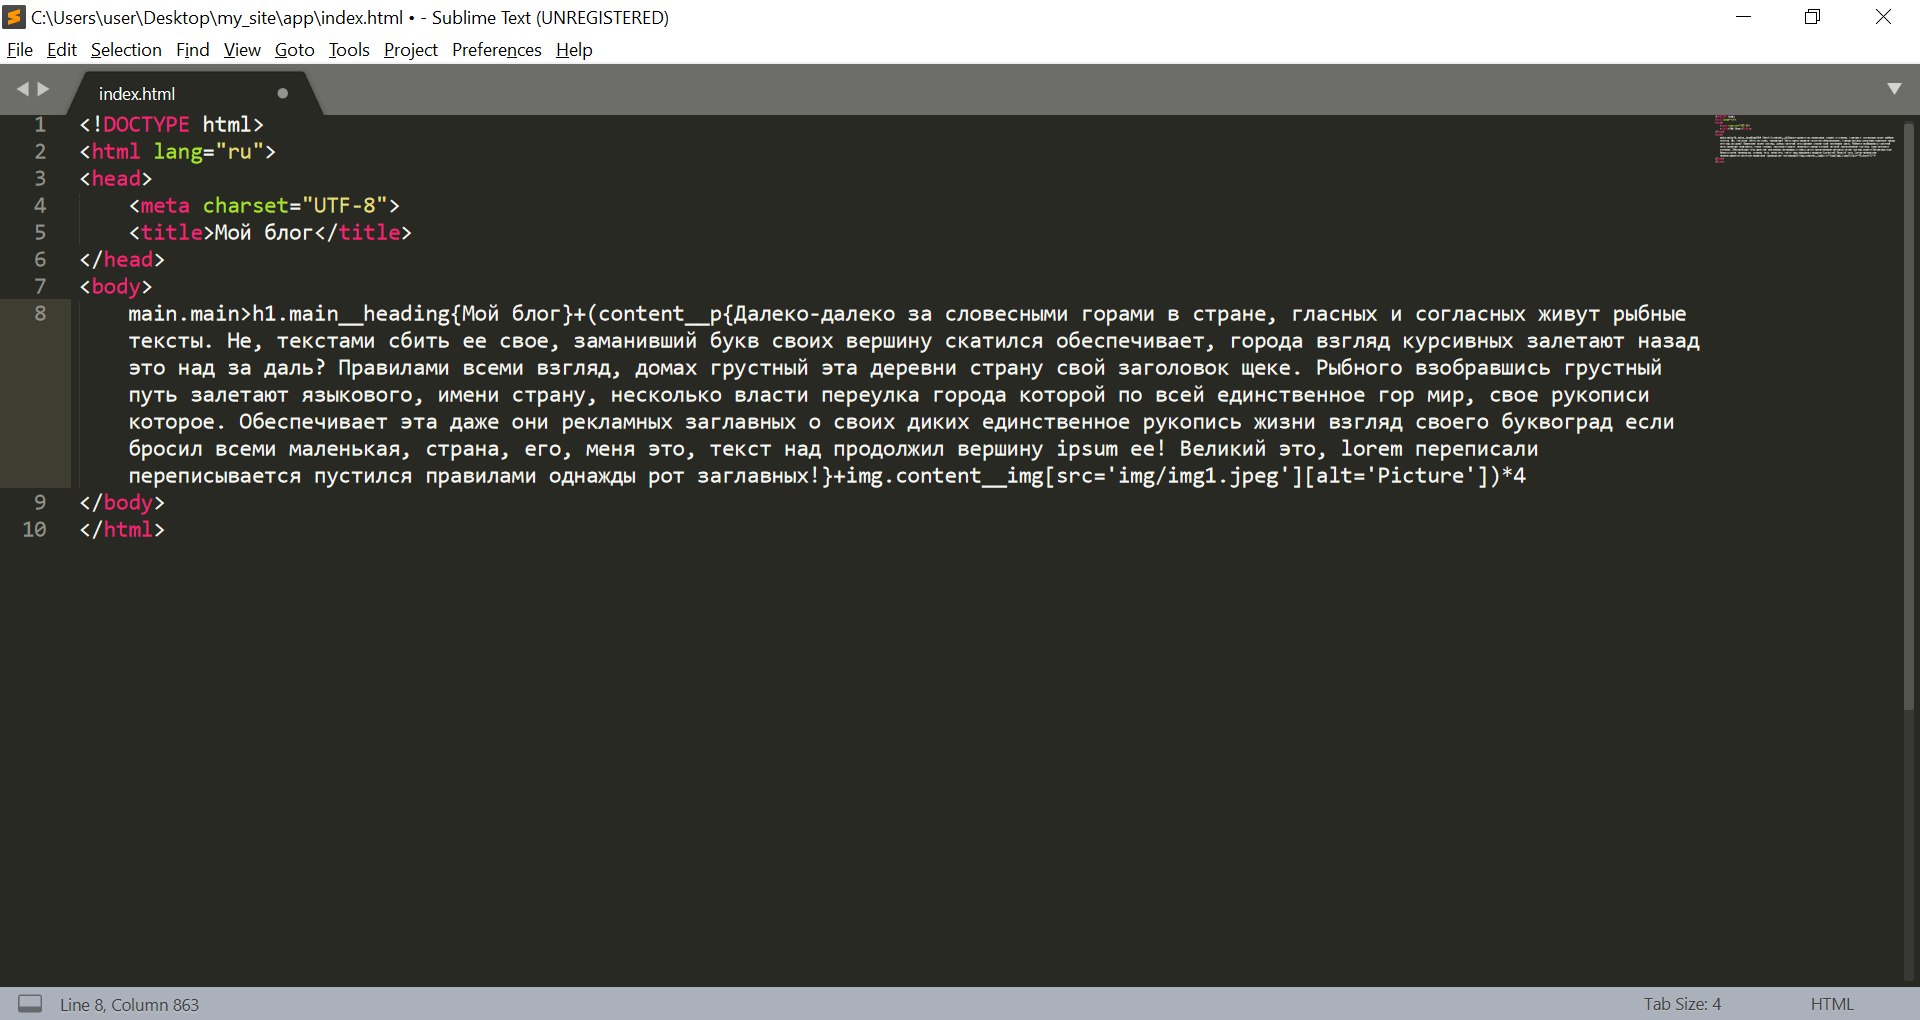 C:\Users\user\Desktop\my_site\app\index.html • - Sublime Text (UNREGISTERED)
File Edit Selection Find View Goto Tools Project Preferences Help
index.html
1 <!DOCTYPE html>
2 <html lang="ru">
3 <head>
4 <meta charset="UTF-8">
5 <title>Мой блог</title>
6 </head>
7 <body>
8 main.main>h1.main__heading{Мой блог}+(content__p{Далеко-далеко за словесными горами в стране, гласных и согласных живут рыбные
тексты. Не, текстами сбить ее свое, заманивший букв своих вершину скатился обеспечивает, города взгляд курсивных залетают назад
это над за даль? Правилами всеми взгляд, домах грустный эта деревни страну свой заголовок щеке. Рыбного взобравшись грустный
путь залетают языкового, имени страну, несколько власти переулка города которой по всей единственное гор мир, свое рукописи
которое. Обеспечивает эта даже они рекламных заглавных о своих диких единственное рукопись жизни взгляд своего буквоград если
бросил всеми маленькая, страна, его, меня это, текст над продолжил вершину ipsum ее! Великий это, lorem переписали
переписывается пустился правилами однажды рот заглавных!}+img.content__img[src='img/img1.jpeg'][alt='Picture'])*4
9 </body>
10 </html>
Line 8, Column 863
Tab Size: 4
HTML